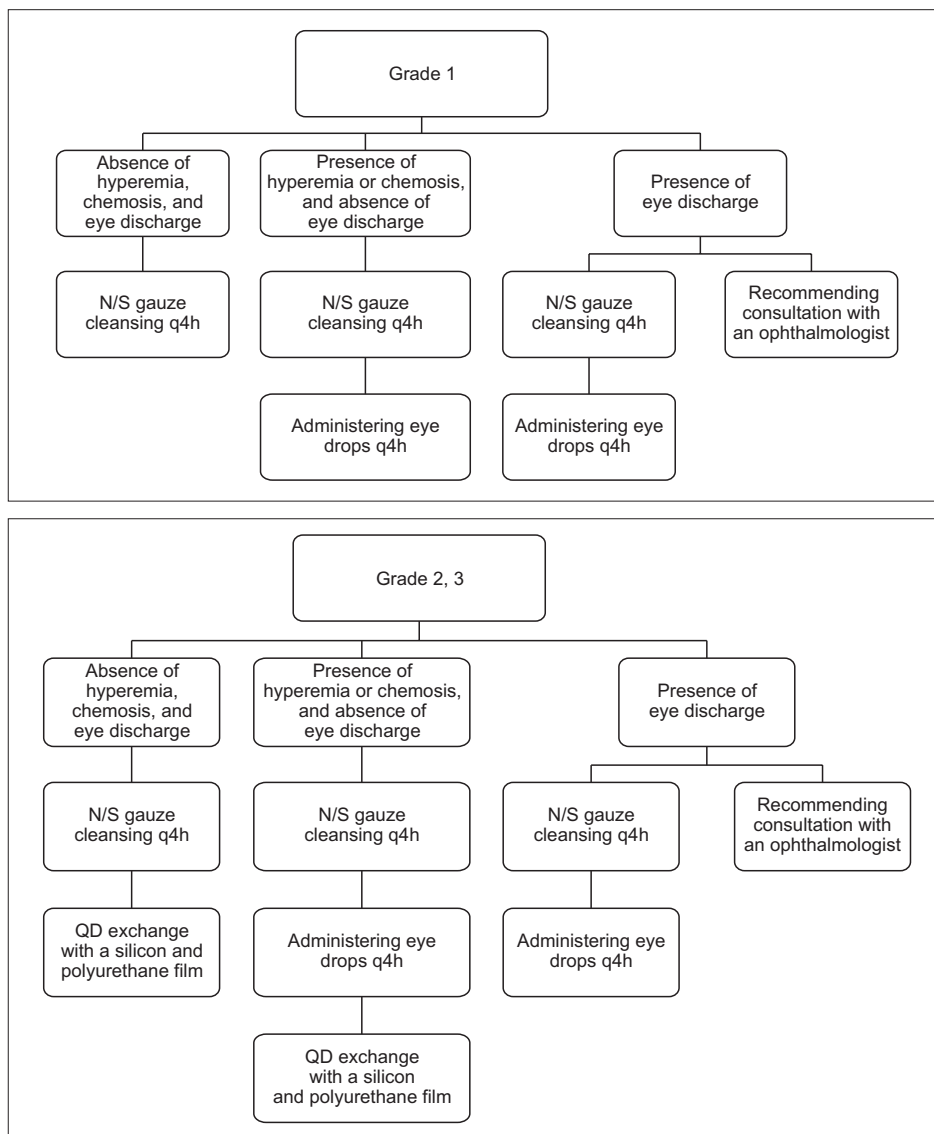 Grade 1
Absence of
hyperemia,
chemosis, and
eye discharge
Presence of
hyperemia or chemosis,
and absence of
eye discharge
Presence of
eye discharge
N/S gauze
cleansing q4h
N/S gauze
cleansing q4h
N/S gauze
cleansing q4h
Recommending
consultation with
an ophthalmologist
Administering eye
drops q4h
Administering eye
drops q4h
Grade 2, 3
Absence of
hyperemia,
chemosis, and
eye discharge
Presence of
hyperemia or chemosis,
and absence of
eye discharge
Presence of
eye discharge
N/S gauze
cleansing q4h
N/S gauze
cleansing q4h
N/S gauze
cleansing q4h
Recommending
consultation with
an ophthalmologist
QD exchange
with a silicon and
polyurethane film
Administering eye
drops q4h
Administering eye
drops q4h
QD exchange
with a silicon
and polyurethane film